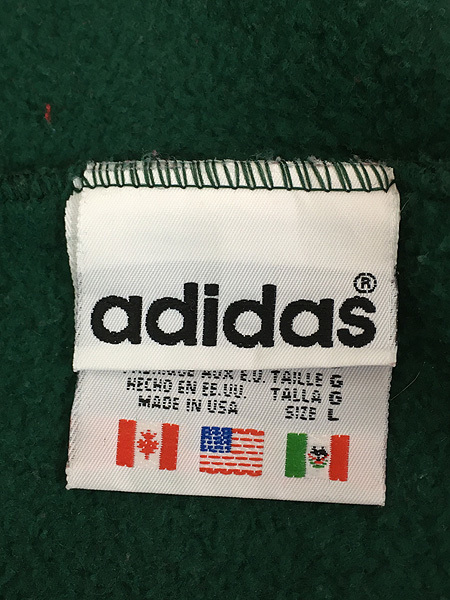 adidas®
AUX E.U. TAILLE G
HECHO EN EE.UU. TALLA G
MADE IN USA SIZE L